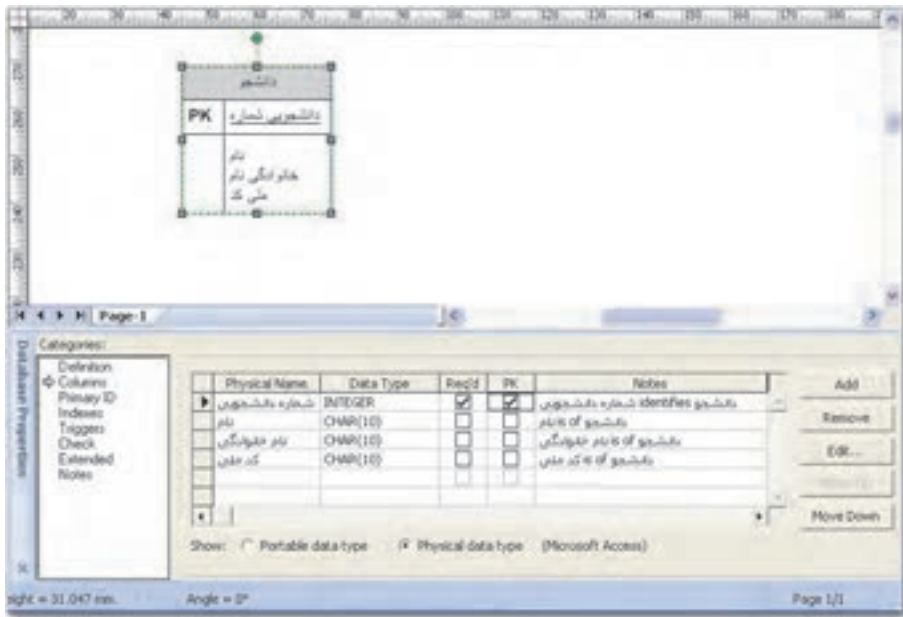 دانشجو
PK دانشجویی شماره
نام
خانوادگی نام
ملی کد
Page-1
Database Properties
Categories:
Definition
Columns
Primary ID
Indexes
Triggers
Check
Extended
Notes
Physical Name Data Type Req'd PK Notes
شماره دانشجویی INTEGER دانشجو identifies شماره دانشجویی
نام CHAR(10) دانشجو is of نام
نام خانوادگی CHAR(10) دانشجو is of نام خانوادگی
کد ملی CHAR(10) دانشجو is of کد ملی
Add
Remove
Edit...
Move Down
Show: Portable data type Physical data type (Microsoft Access)
= 31.047 mm. Angle = 0° Page 1/1